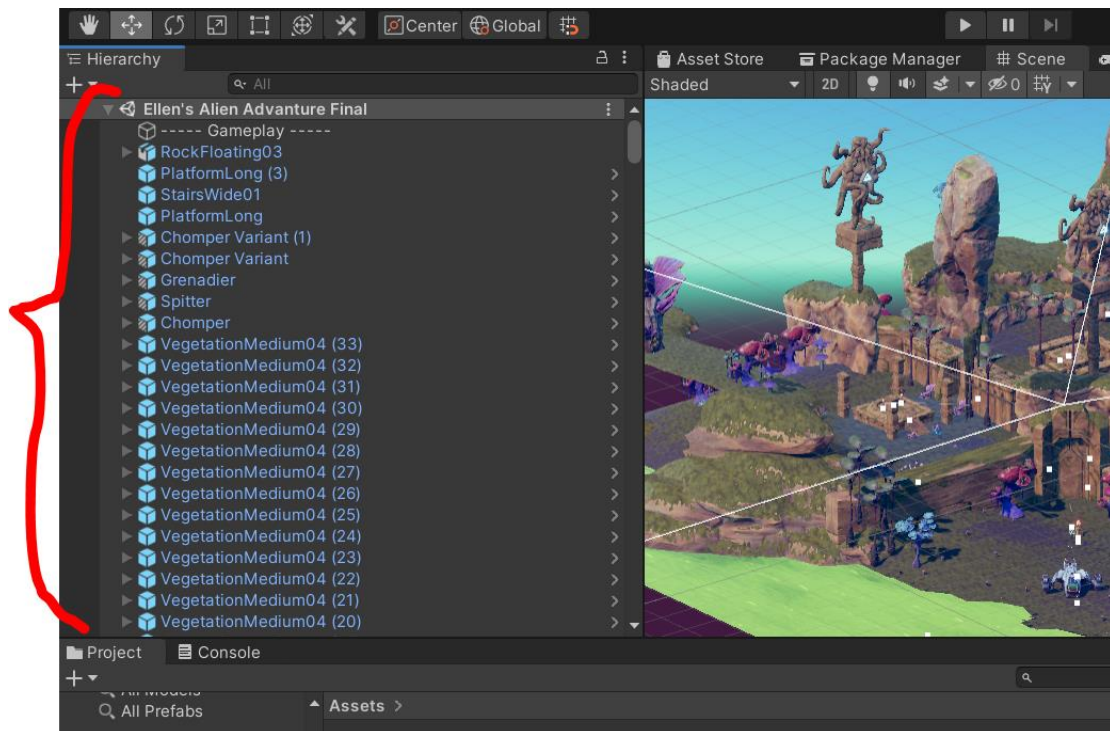 Center Global
Hierarchy
Asset Store Package Manager Scene
All
Shaded 2D 0
Ellen's Alien Advanture Final
----- Gameplay -----
RockFloating03
PlatformLong (3)
StairsWide01
PlatformLong
Chomper Variant (1)
Chomper Variant
Grenadier
Spitter
Chomper
VegetationMedium04 (33)
VegetationMedium04 (32)
VegetationMedium04 (31)
VegetationMedium04 (30)
VegetationMedium04 (29)
VegetationMedium04 (28)
VegetationMedium04 (27)
VegetationMedium04 (26)
VegetationMedium04 (25)
VegetationMedium04 (24)
VegetationMedium04 (23)
VegetationMedium04 (22)
VegetationMedium04 (21)
VegetationMedium04 (20)
Project Console
All Models
All Prefabs
Assets >